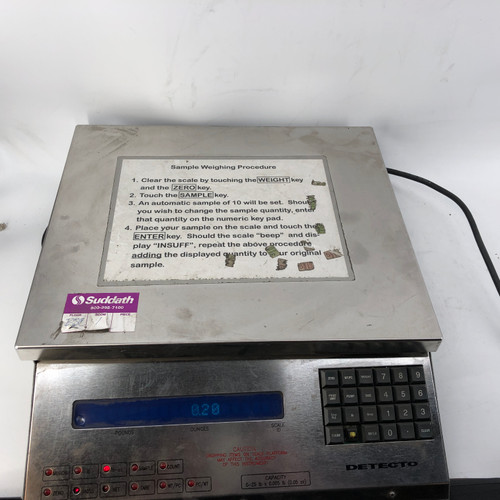 Sample Weighing Procedure
1. Clear the scale by touching the WEIGHT key
and the ZERO key.
2. Touch the SAMPLE key.
3. An automatic sample of 10 will be set. Should
you wish to change the sample quantity, enter
that quantity on the numeric key pad.
4. Place your sample on the scale and touch the
ENTER key. Should the scale "beep" and dis-
play "INSUFF", repeat the above procedure
adding the displayed quantity to your original
sample.
Suddath
0.20
POUNDS OUNCES SCALE
7 8 9
4 5 6
1 2 3
0
CAPACITY
DETECTO